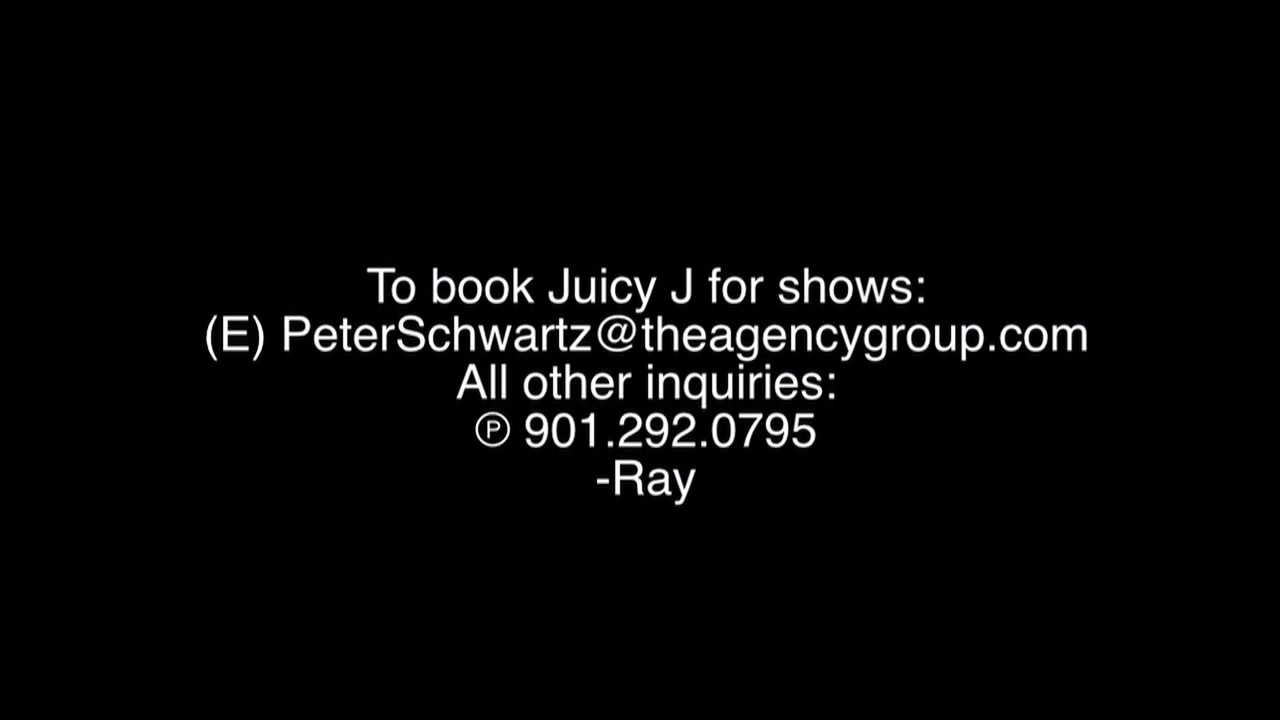 To book Juicy J for shows:
(E) PeterSchwartz@theagencygroup.com
All other inquiries:
℗ 901.292.0795
-Ray